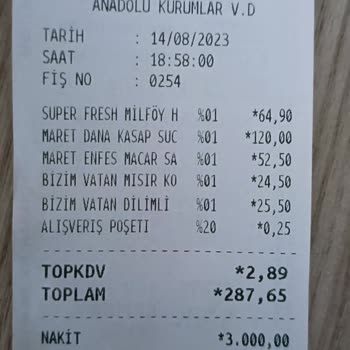 ANADOLU KURUMLAR V.D
TARİH : 14/08/2023
SAAT : 18:58:00
FİŞ NO : 0254
SUPER FRESH MİLFÖY H %01 *64,90
MARET DANA KASAP SUC %01 *120,00
MARET ENFES MACAR SA %01 *52,50
BİZİM VATAN MISIR KO %01 *24,50
BİZİM VATAN DİLİMLİ %01 *25,50
ALIŞVERİŞ POŞETİ %20 *0,25
TOPKDV *2,89
TOPLAM *287,65
NAKİT *3.000,00